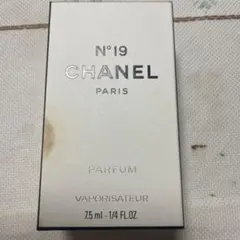 N°19
CHANEL
PARIS
PARFUM
VAPORISATEUR
7.5 ml - 1/4 FL.OZ.